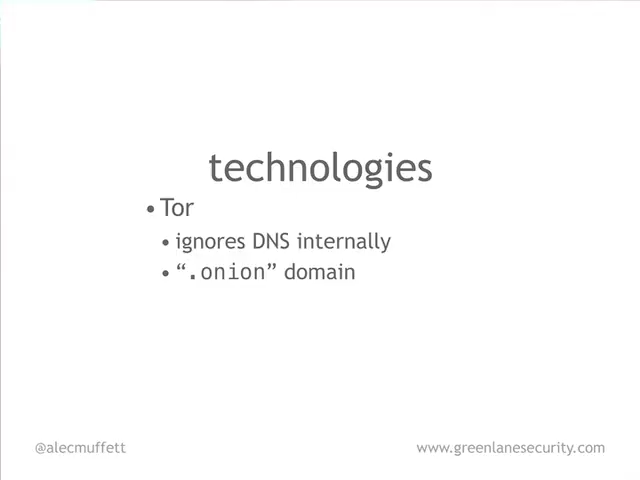 technologies
• Tor
• ignores DNS internally
• “.onion” domain
@alecmuffett
www.greenlanesecurity.com